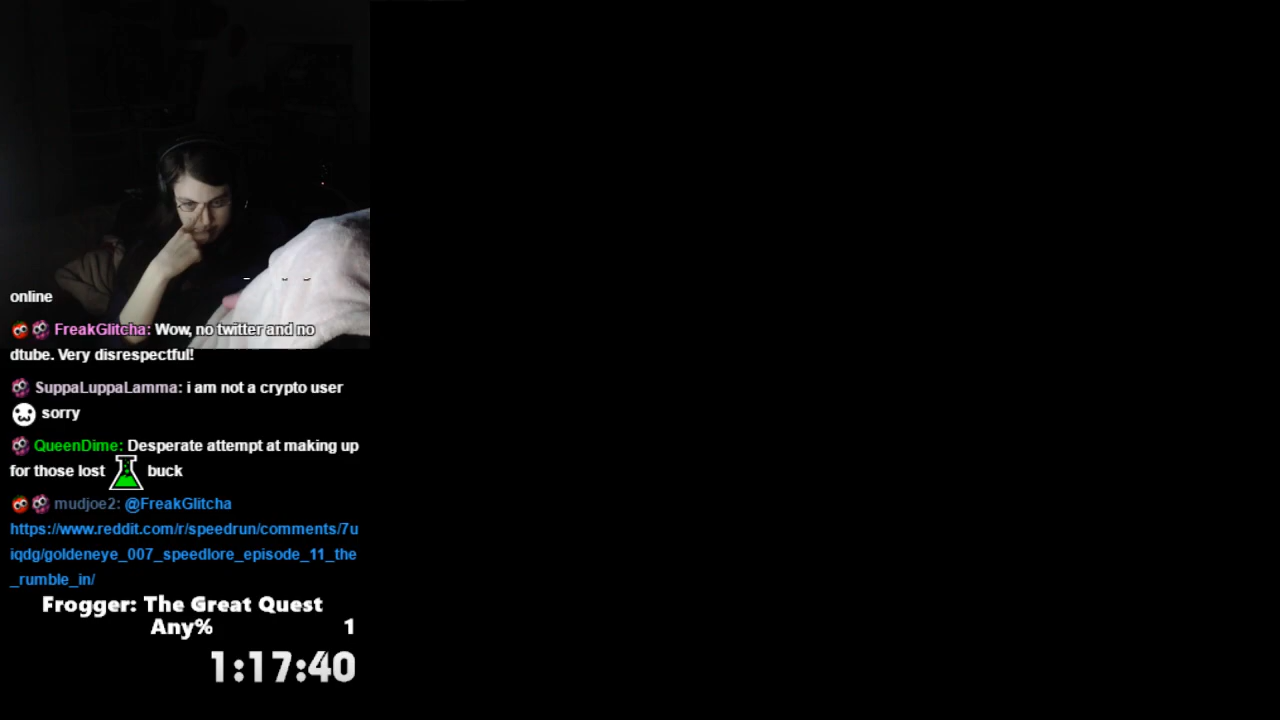 online
FreakGlitcha: Wow, no twitter and no
dtube. Very disrespectful!
SuppaLuppaLamma: i am not a crypto user
sorry
QueenDime: Desperate attempt at making up
for those lost buck
mudjoe2: @FreakGlitcha
https://www.reddit.com/r/speedrun/comments/7u
iqdg/goldeneye_007_speedlore_episode_11_the
_rumble_in/
Frogger: The Great Quest
Any% 1
1:17:40